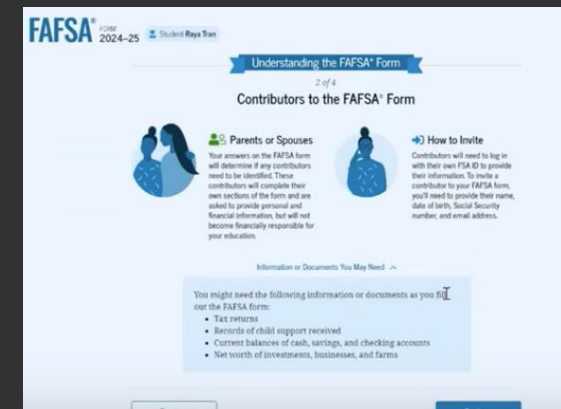 FAFSA®
FORM
2024–25
Student Raya Tran
Understanding the FAFSA® Form
2 of 4
Contributors to the FAFSA® Form
Parents or Spouses
Your answers on the FAFSA form
will determine if any contributors
need to be identified. These
contributors will complete their
own sections of the form and are
asked to provide personal and
financial information, but will not
become financially responsible for
your education.
How to Invite
Contributors will need to log in
with their own FSA ID to provide
their information. To invite a
contributor to your FAFSA form,
you'll need to provide their name,
date of birth, Social Security
number, and email address.
Information or Documents You May Need
You might need the following information or documents as you fill
out the FAFSA form:
• Tax returns
• Records of child support received
• Current balances of cash, savings, and checking accounts
• Net worth of investments, businesses, and farms